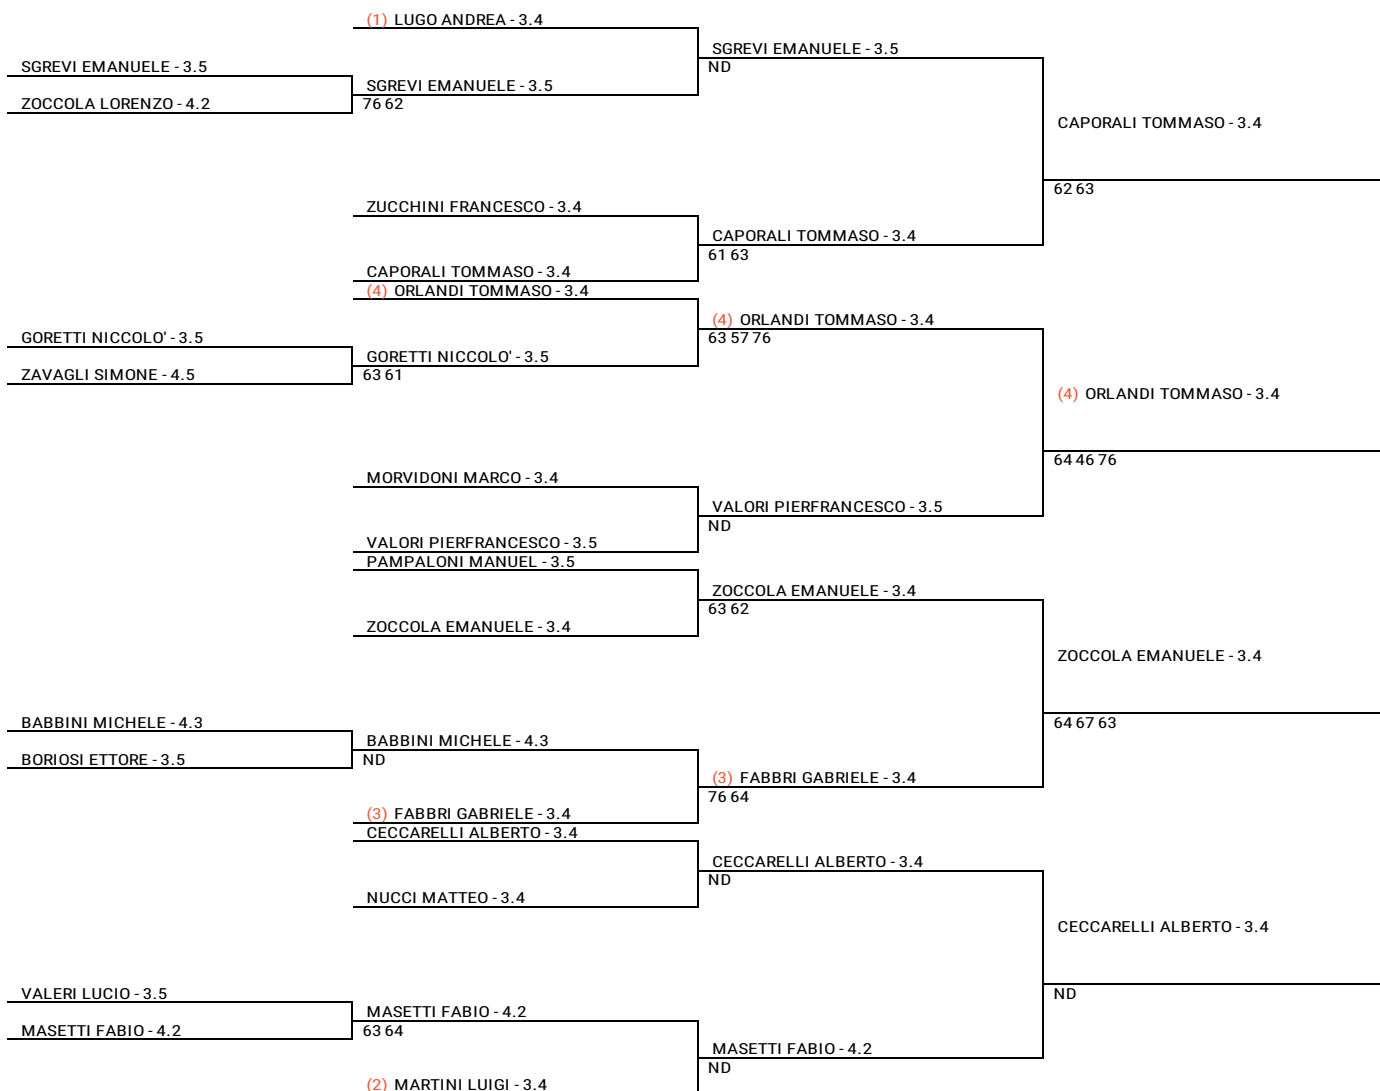 (1) LUGO ANDREA - 3.4
SGREVI EMANUELE - 3.5
SGREVI EMANUELE - 3.5
ND
SGREVI EMANUELE - 3.5
ZOCCOLA LORENZO - 4.2
76 62
CAPORALI TOMMASO - 3.4
62 63
ZUCCHINI FRANCESCO - 3.4
CAPORALI TOMMASO - 3.4
61 63
CAPORALI TOMMASO - 3.4
(4) ORLANDI TOMMASO - 3.4
(4) ORLANDI TOMMASO - 3.4
63 57 76
GORETTI NICCOLO' - 3.5
GORETTI NICCOLO' - 3.5
ZAVAGLI SIMONE - 4.5
63 61
(4) ORLANDI TOMMASO - 3.4
64 46 76
MORVIDONI MARCO - 3.4
VALORI PIERFRANCESCO - 3.5
ND
VALORI PIERFRANCESCO - 3.5
PAMPALONI MANUEL - 3.5
ZOCCOLA EMANUELE - 3.4
63 62
ZOCCOLA EMANUELE - 3.4
ZOCCOLA EMANUELE - 3.4
64 67 63
BABBINI MICHELE - 4.3
BABBINI MICHELE - 4.3
BORIOSI ETTORE - 3.5
ND
(3) FABBRI GABRIELE - 3.4
76 64
(3) FABBRI GABRIELE - 3.4
CECCARELLI ALBERTO - 3.4
CECCARELLI ALBERTO - 3.4
ND
NUCCI MATTEO - 3.4
CECCARELLI ALBERTO - 3.4
ND
VALERI LUCIO - 3.5
MASETTI FABIO - 4.2
MASETTI FABIO - 4.2
63 64
MASETTI FABIO - 4.2
ND
(2) MARTINI LUIGI - 3.4